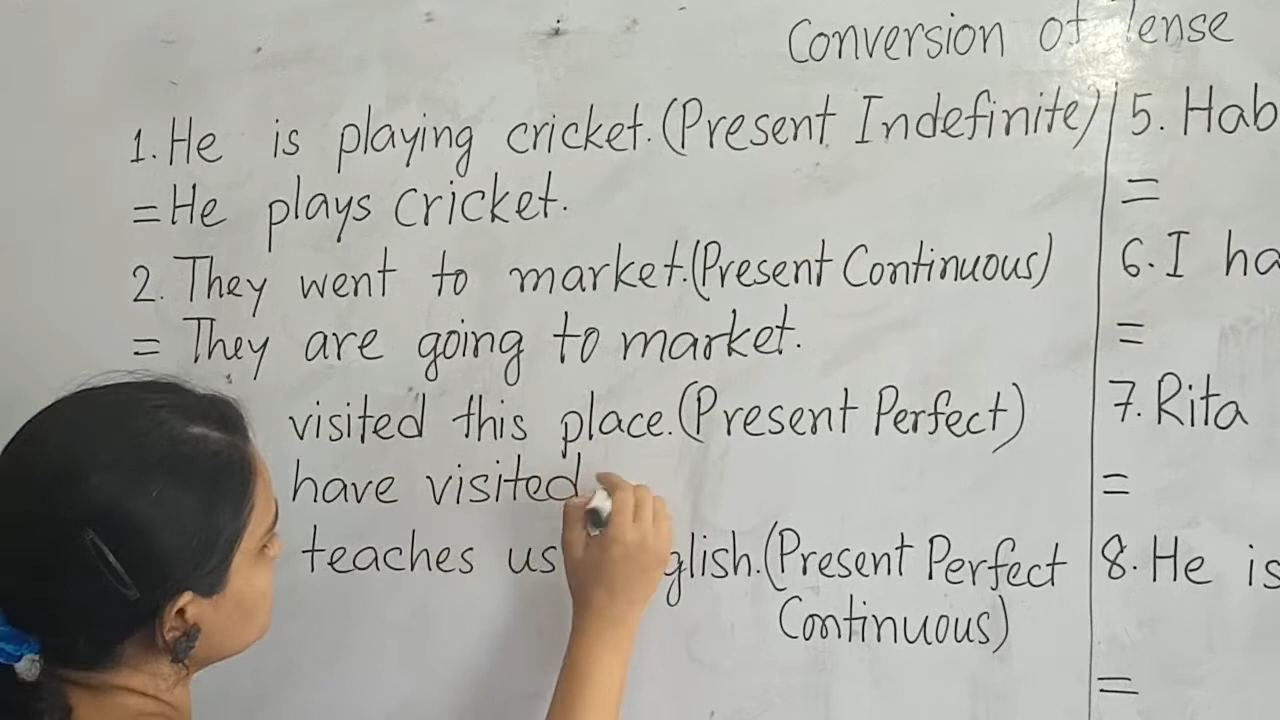 Conversion of Tense
1. He is playing cricket. (Present Indefinite)
= He plays cricket.
2. They went to market. (Present Continuous)
= They are going to market.
visited this place. (Present Perfect)
have visited
teaches us glish. (Present Perfect
Continuous)
5. Hab
=
6. I ha
=
7. Rita
=
8. He is
=